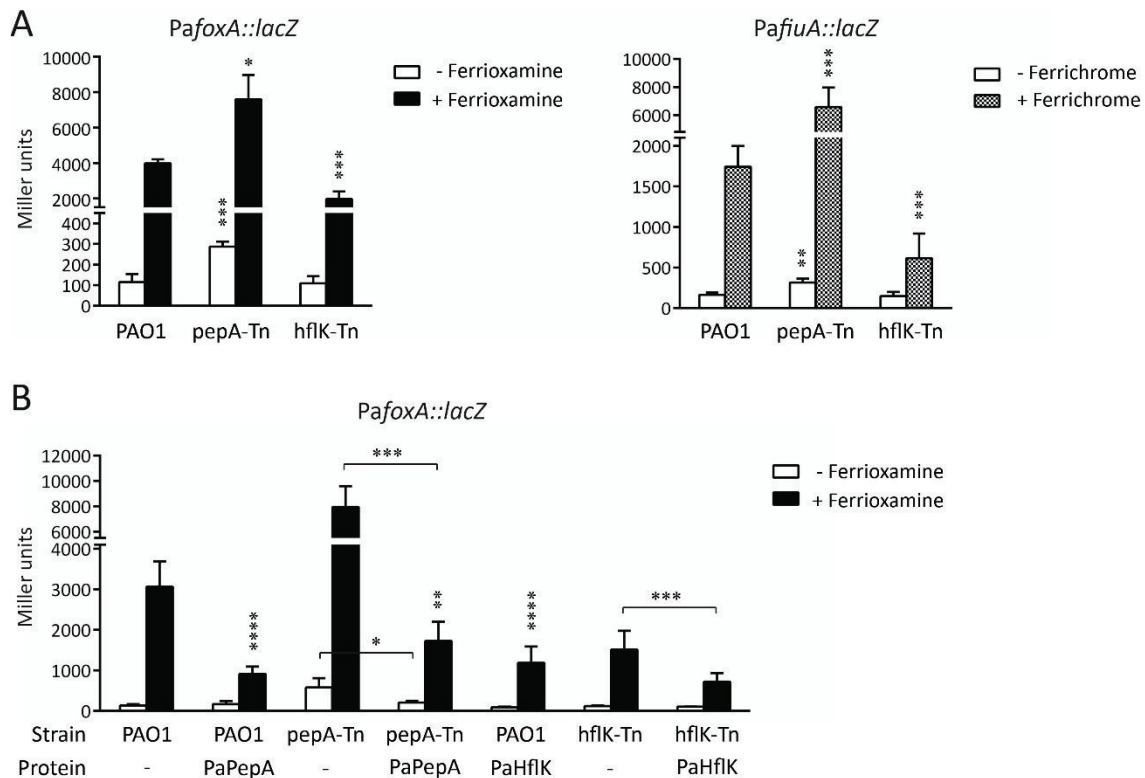 A
PafoxA::lacZ
Miller units
10000
8000
6000
4000
2000
300
200
100
0
*
***
***
- Ferrioxamine
+ Ferrioxamine
PAO1 pepA-Tn hflK-Tn
PafiuA::lacZ
10000
8000
6000
4000
2000
1500
1000
500
0
***
**
***
- Ferrichrome
+ Ferrichrome
PAO1 pepA-Tn hflK-Tn
B
PafoxA::lacZ
Miller units
12000
10000
8000
6000
4000
3000
2000
1000
0
****
***
*
**
****
***
- Ferrioxamine
+ Ferrioxamine
Strain PAO1 PAO1 pepA-Tn pepA-Tn PAO1 hflK-Tn hflK-Tn
Protein - PaPepA - PaPepA PaHflK - PaHflK